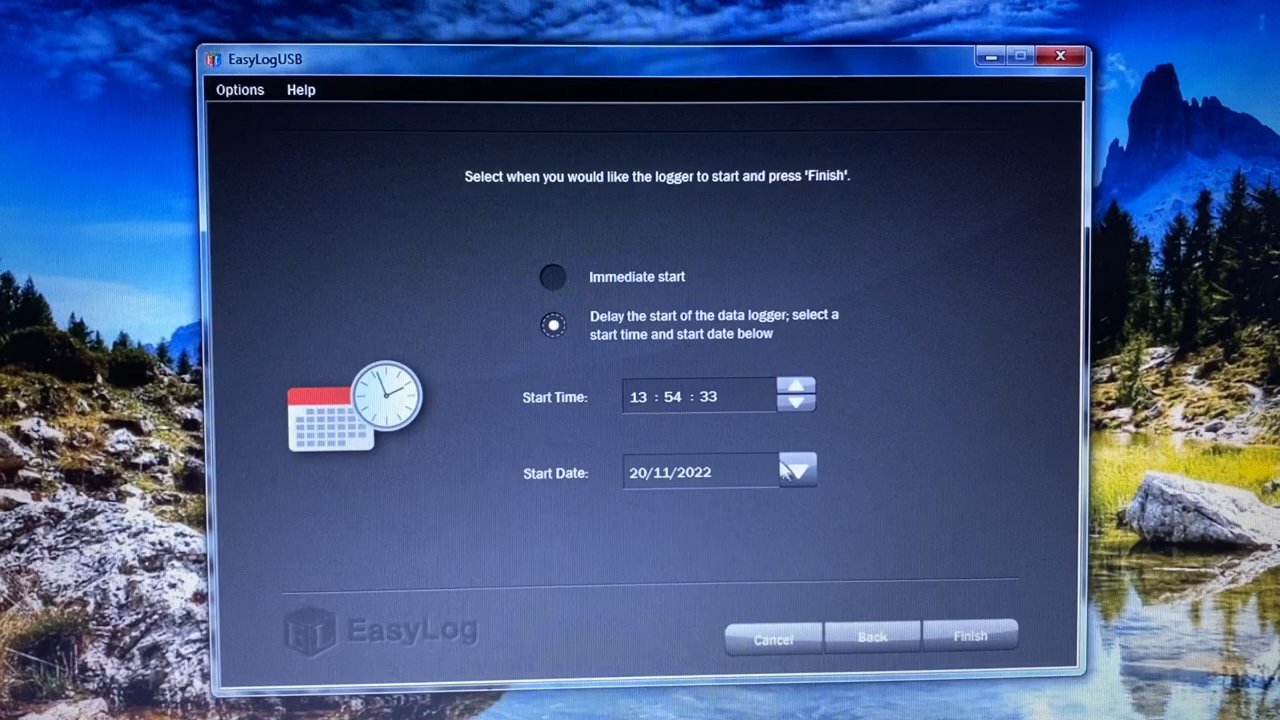 EasyLogUSB
Options Help
Select when you would like the logger to start and press 'Finish'.
Immediate start
Delay the start of the data logger; select a
start time and start date below
Start Time: 13 : 54 : 33
Start Date: 20/11/2022
EL EasyLog
Cancel Back Finish